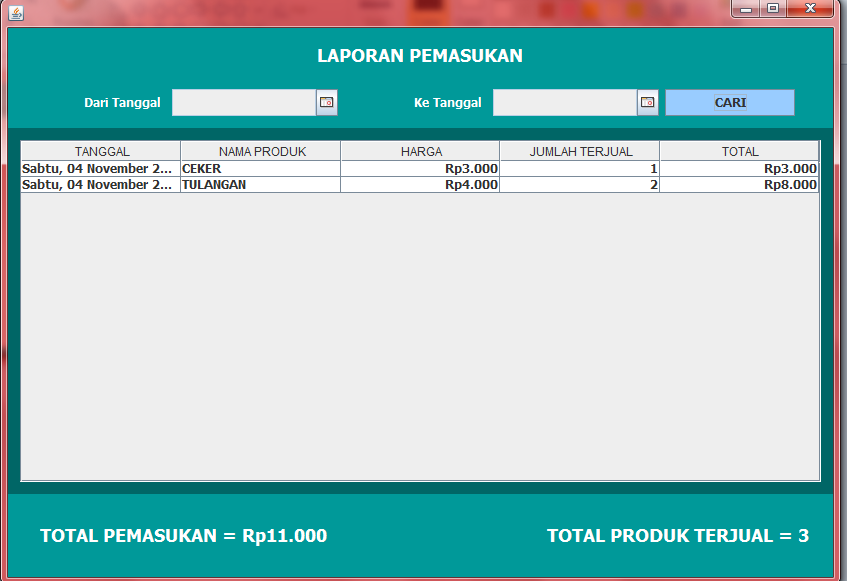 LAPORAN PEMASUKAN
Dari Tanggal Ke Tanggal CARI
TANGGAL NAMA PRODUK HARGA JUMLAH TERJUAL TOTAL
Sabtu, 04 November 2... CEKER Rp3.000 1 Rp3.000
Sabtu, 04 November 2... TULANGAN Rp4.000 2 Rp8.000
TOTAL PEMASUKAN = Rp11.000 TOTAL PRODUK TERJUAL = 3